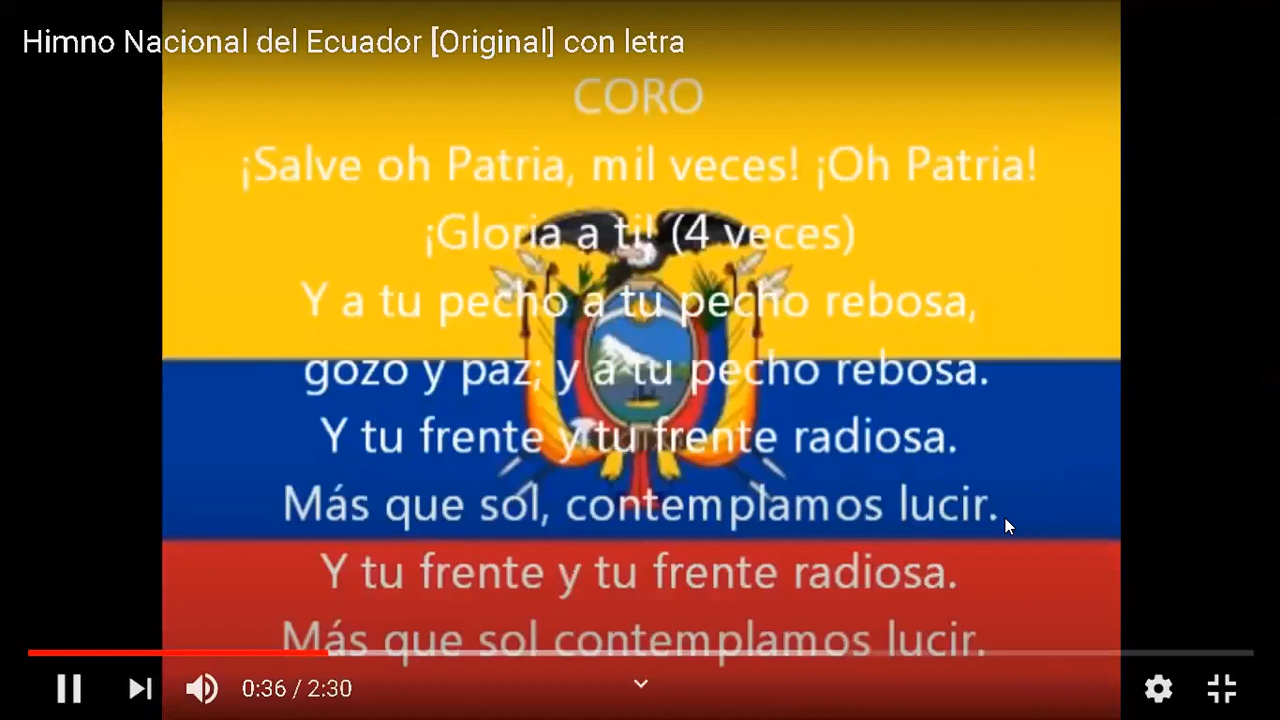 Himno Nacional del Ecuador [Original] con letra
CORO
¡Salve oh Patria, mil veces! ¡Oh Patria!
¡Gloria a ti! (4 veces)
Y a tu pecho a tu pecho rebosa,
gozo y paz; y a tu pecho rebosa.
Y tu frente y tu frente radiosa.
Más que sol, contemplamos lucir.
Y tu frente y tu frente radiosa.
Más que sol contemplamos lucir.
0:36 / 2:30